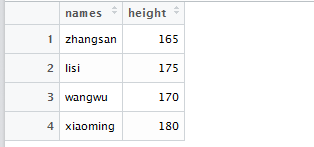 names height
1 zhangsan 165
2 lisi 175
3 wangwu 170
4 xiaoming 180